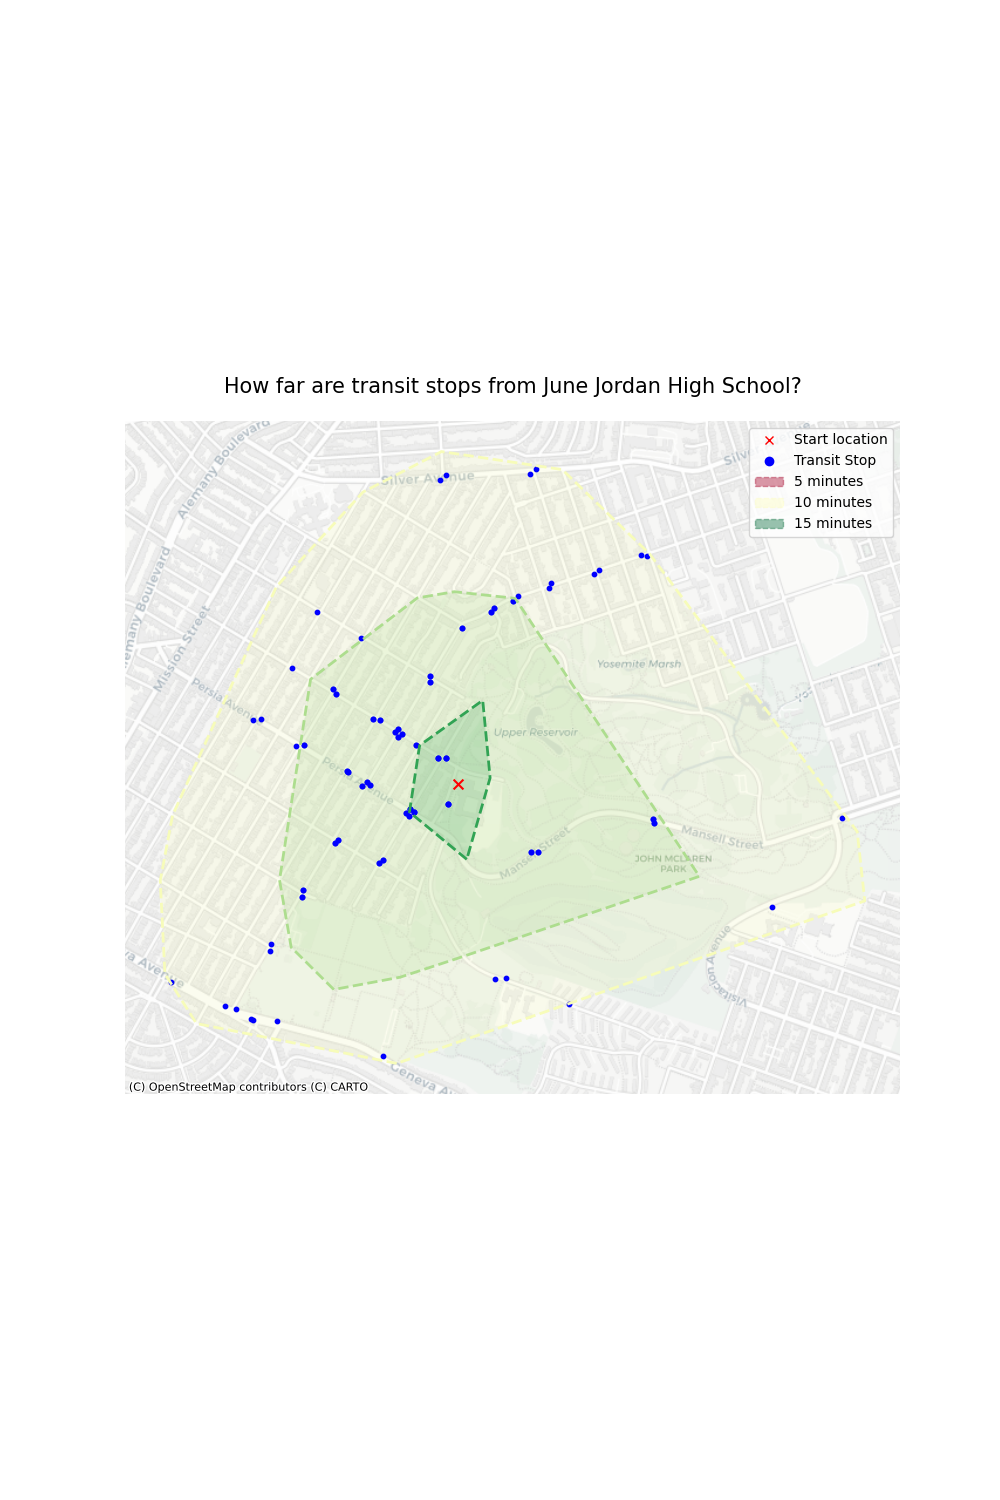 How far are transit stops from June Jordan High School?
Start location
Transit Stop
5 minutes
10 minutes
15 minutes
Alemany Boulevard
Silver Avenue
Silver
Alemany Boulevard
Mission Street
Yosemite Marsh
Persia Avenue
Upper Reservoir
Persia Avenue
Mansell Street
Mansell Street
JOHN MCLAREN
PARK
Visitacion Avenue
Geneva Av
(C) OpenStreetMap contributors (C) CARTO